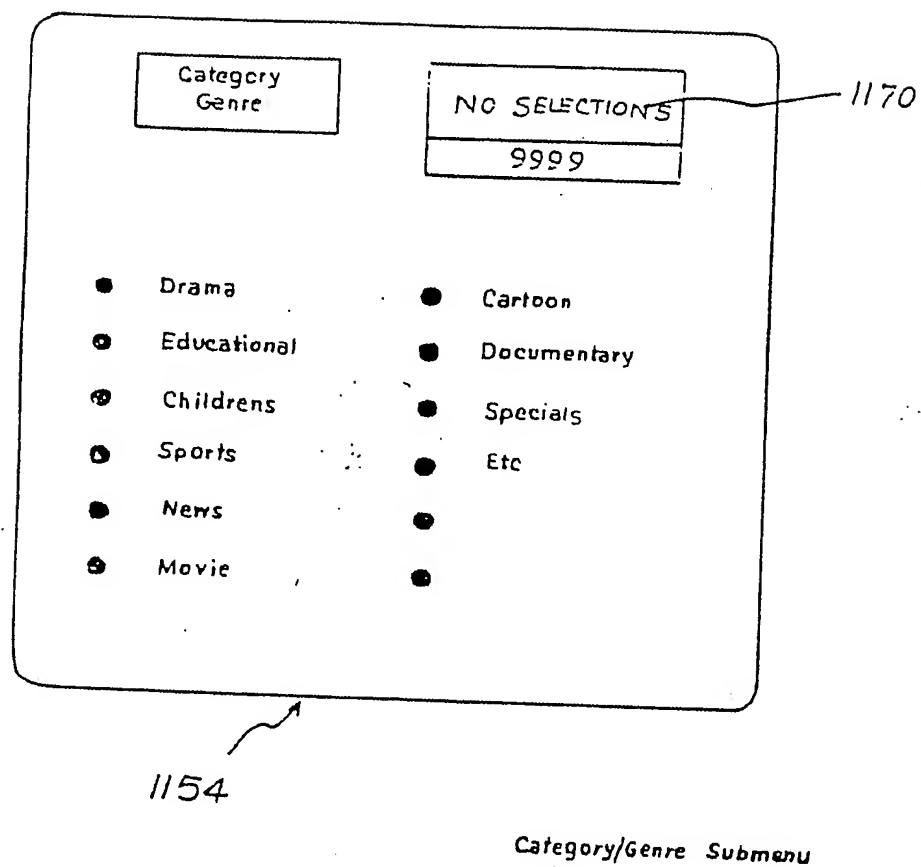 Category
Genre
NO SELECTIONS
9999
1170
Drama
Educational
Childrens
Sports
News
Movie
Cartoon
Documentary
Specials
Etc
1154
Category/Genre Submenu